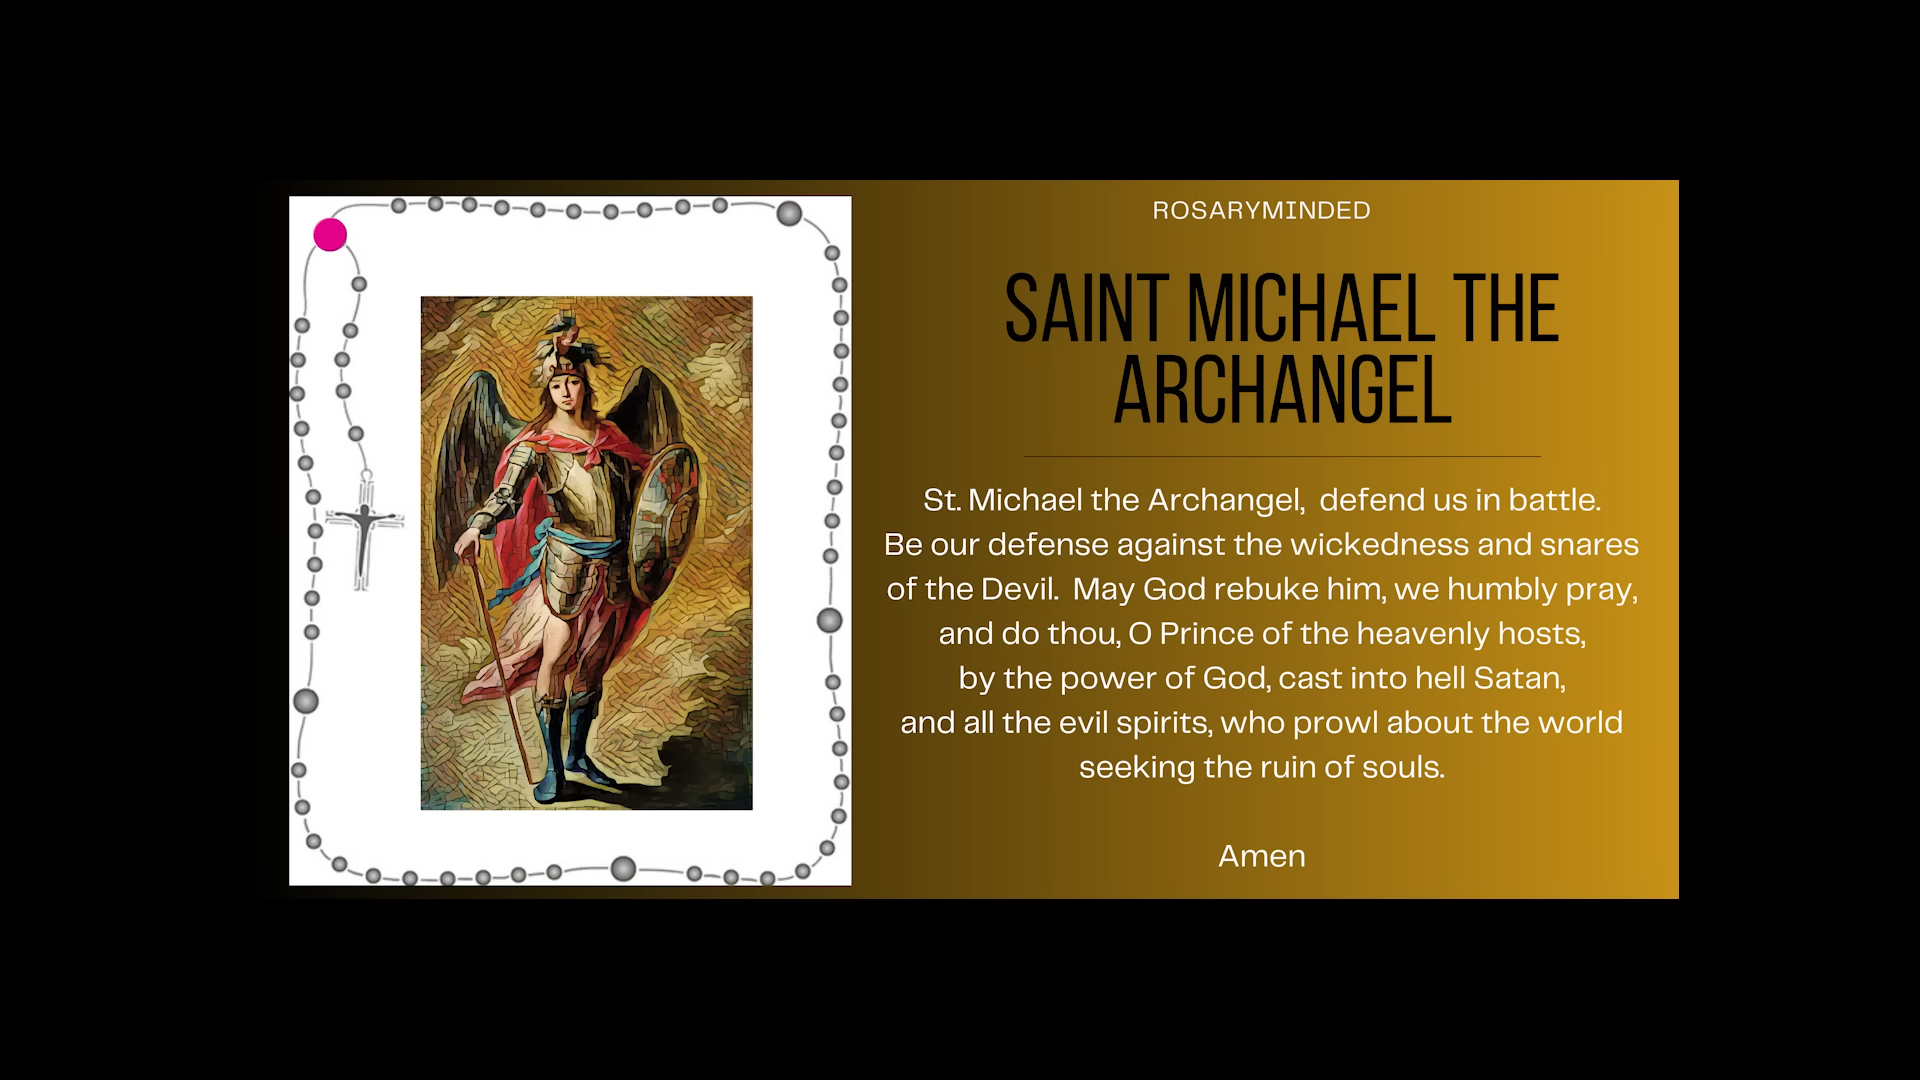 ROSARYMINDED
SAINT MICHAEL THE
ARCHANGEL
St. Michael the Archangel,  defend us in battle.
Be our defense against the wickedness and snares
of the Devil.  May God rebuke him, we humbly pray,
and do thou, O Prince of the heavenly hosts,
by the power of God, cast into hell Satan,
and all the evil spirits, who prowl about the world
seeking the ruin of souls.
Amen